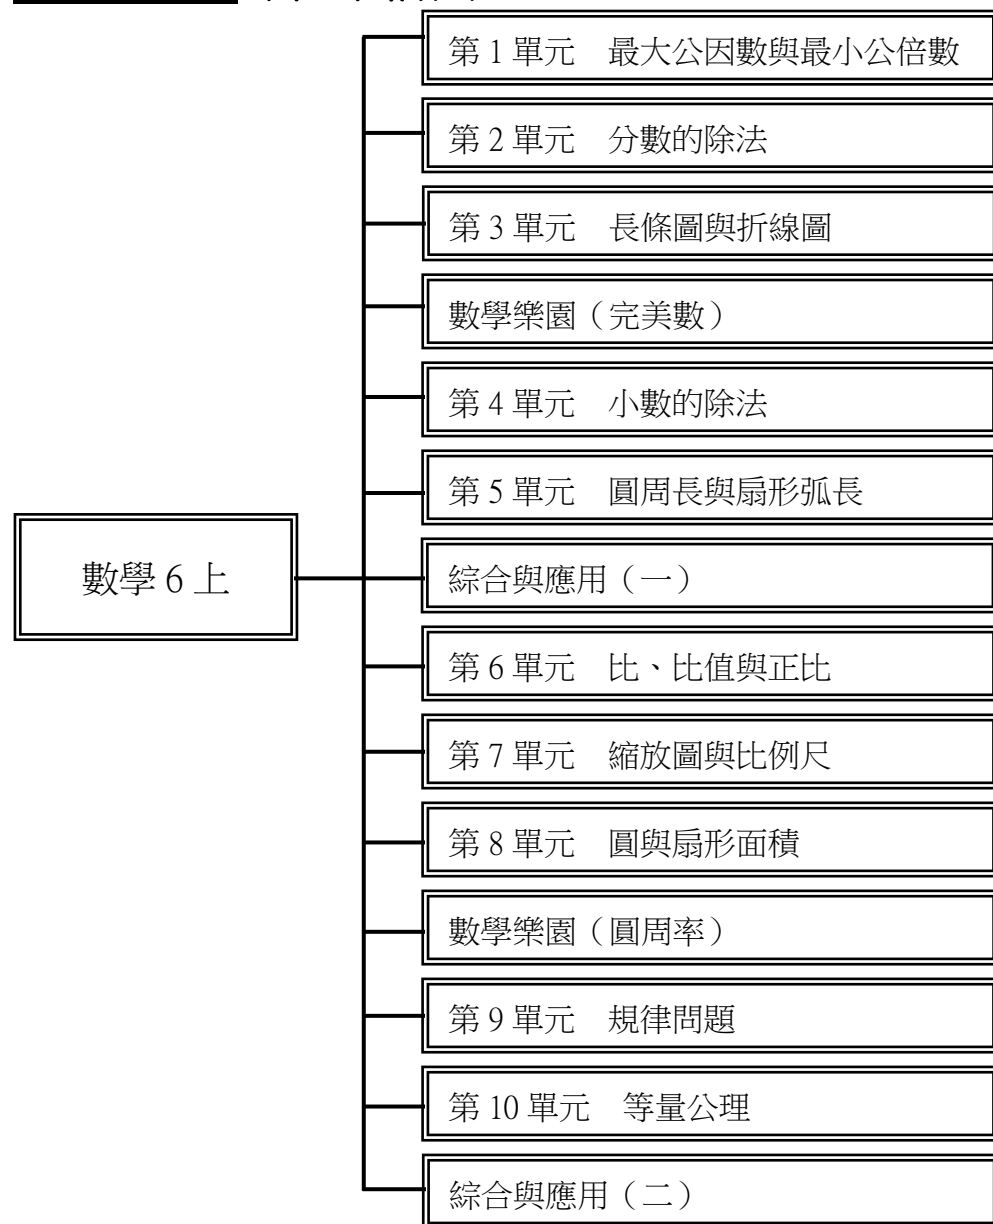 第 1 單元　最大公因數與最小公倍數
第 2 單元　分數的除法
第 3 單元　長條圖與折線圖
數學樂園（完美數）
第 4 單元　小數的除法
第 5 單元　圓周長與扇形弧長
數學 6 上
綜合與應用（一）
第 6 單元　比、比值與正比
第 7 單元　縮放圖與比例尺
第 8 單元　圓與扇形面積
數學樂園（圓周率）
第 9 單元　規律問題
第 10 單元　等量公理
綜合與應用（二）